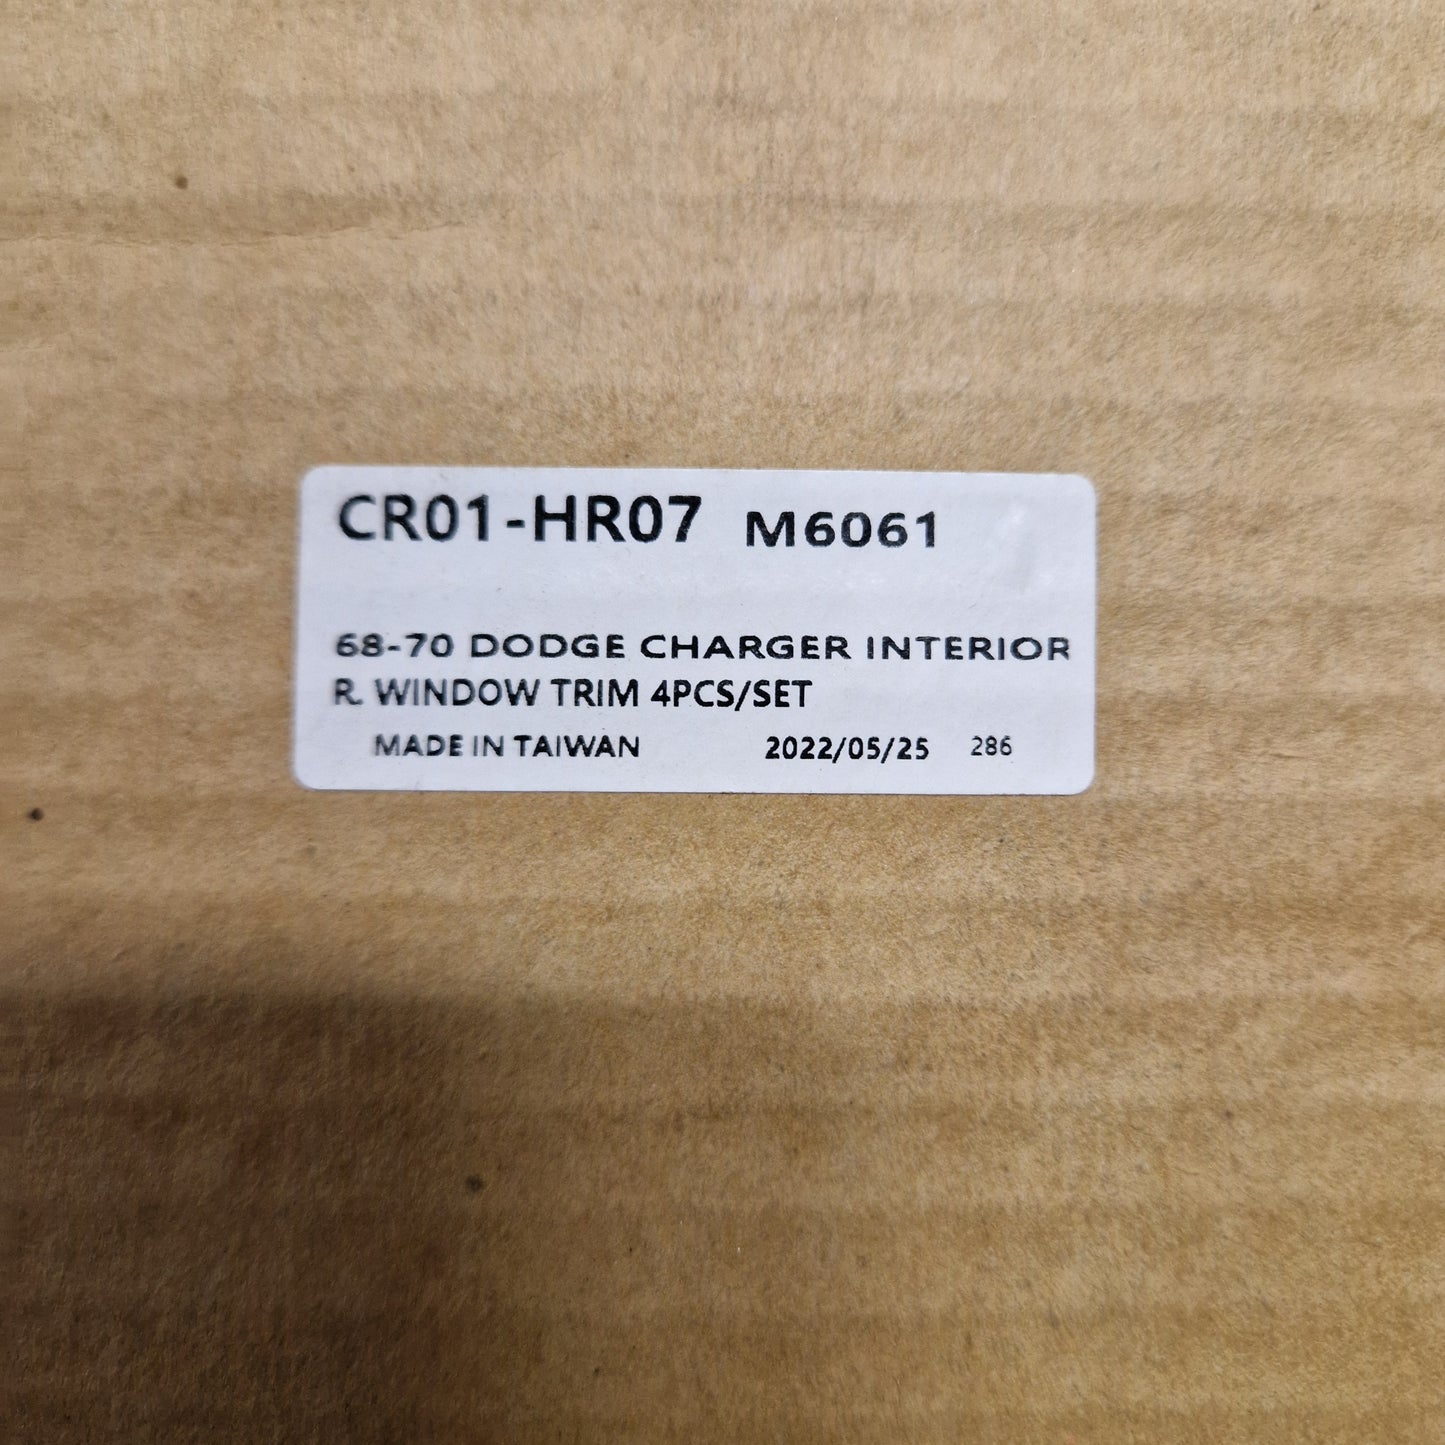 CR01-HR07 M6061
68-70 DODGE CHARGER INTERIOR
R. WINDOW TRIM 4PCS/SET
MADE IN TAIWAN 2022/05/25 286